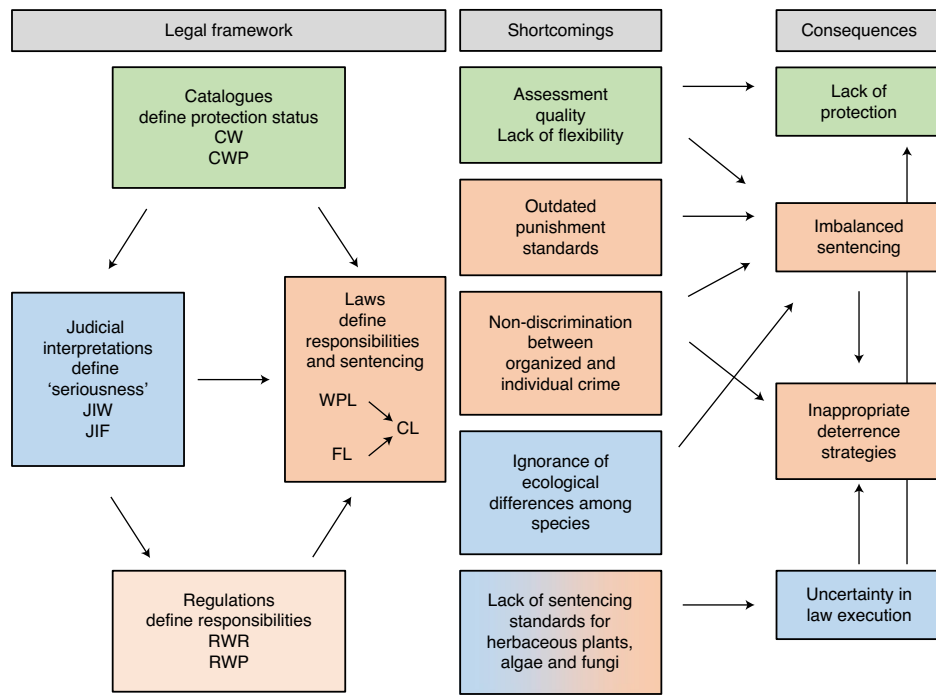 Legal framework
Shortcomings
Consequences
Catalogues
define protection status
CW
CWP
Judicial
interpretations
define
‘seriousness’
JIW
JIF
Laws
define
responsibilities
and sentencing
WPL
CL
FL
Regulations
define responsibilities
RWR
RWP
Assessment
quality
Lack of flexibility
Outdated
punishment
standards
Non-discrimination
between
organized and
individual crime
Ignorance of
ecological
differences among
species
Lack of sentencing
standards for
herbaceous plants,
algae and fungi
Lack of
protection
Imbalanced
sentencing
Inappropriate
deterrence
strategies
Uncertainty in
law execution